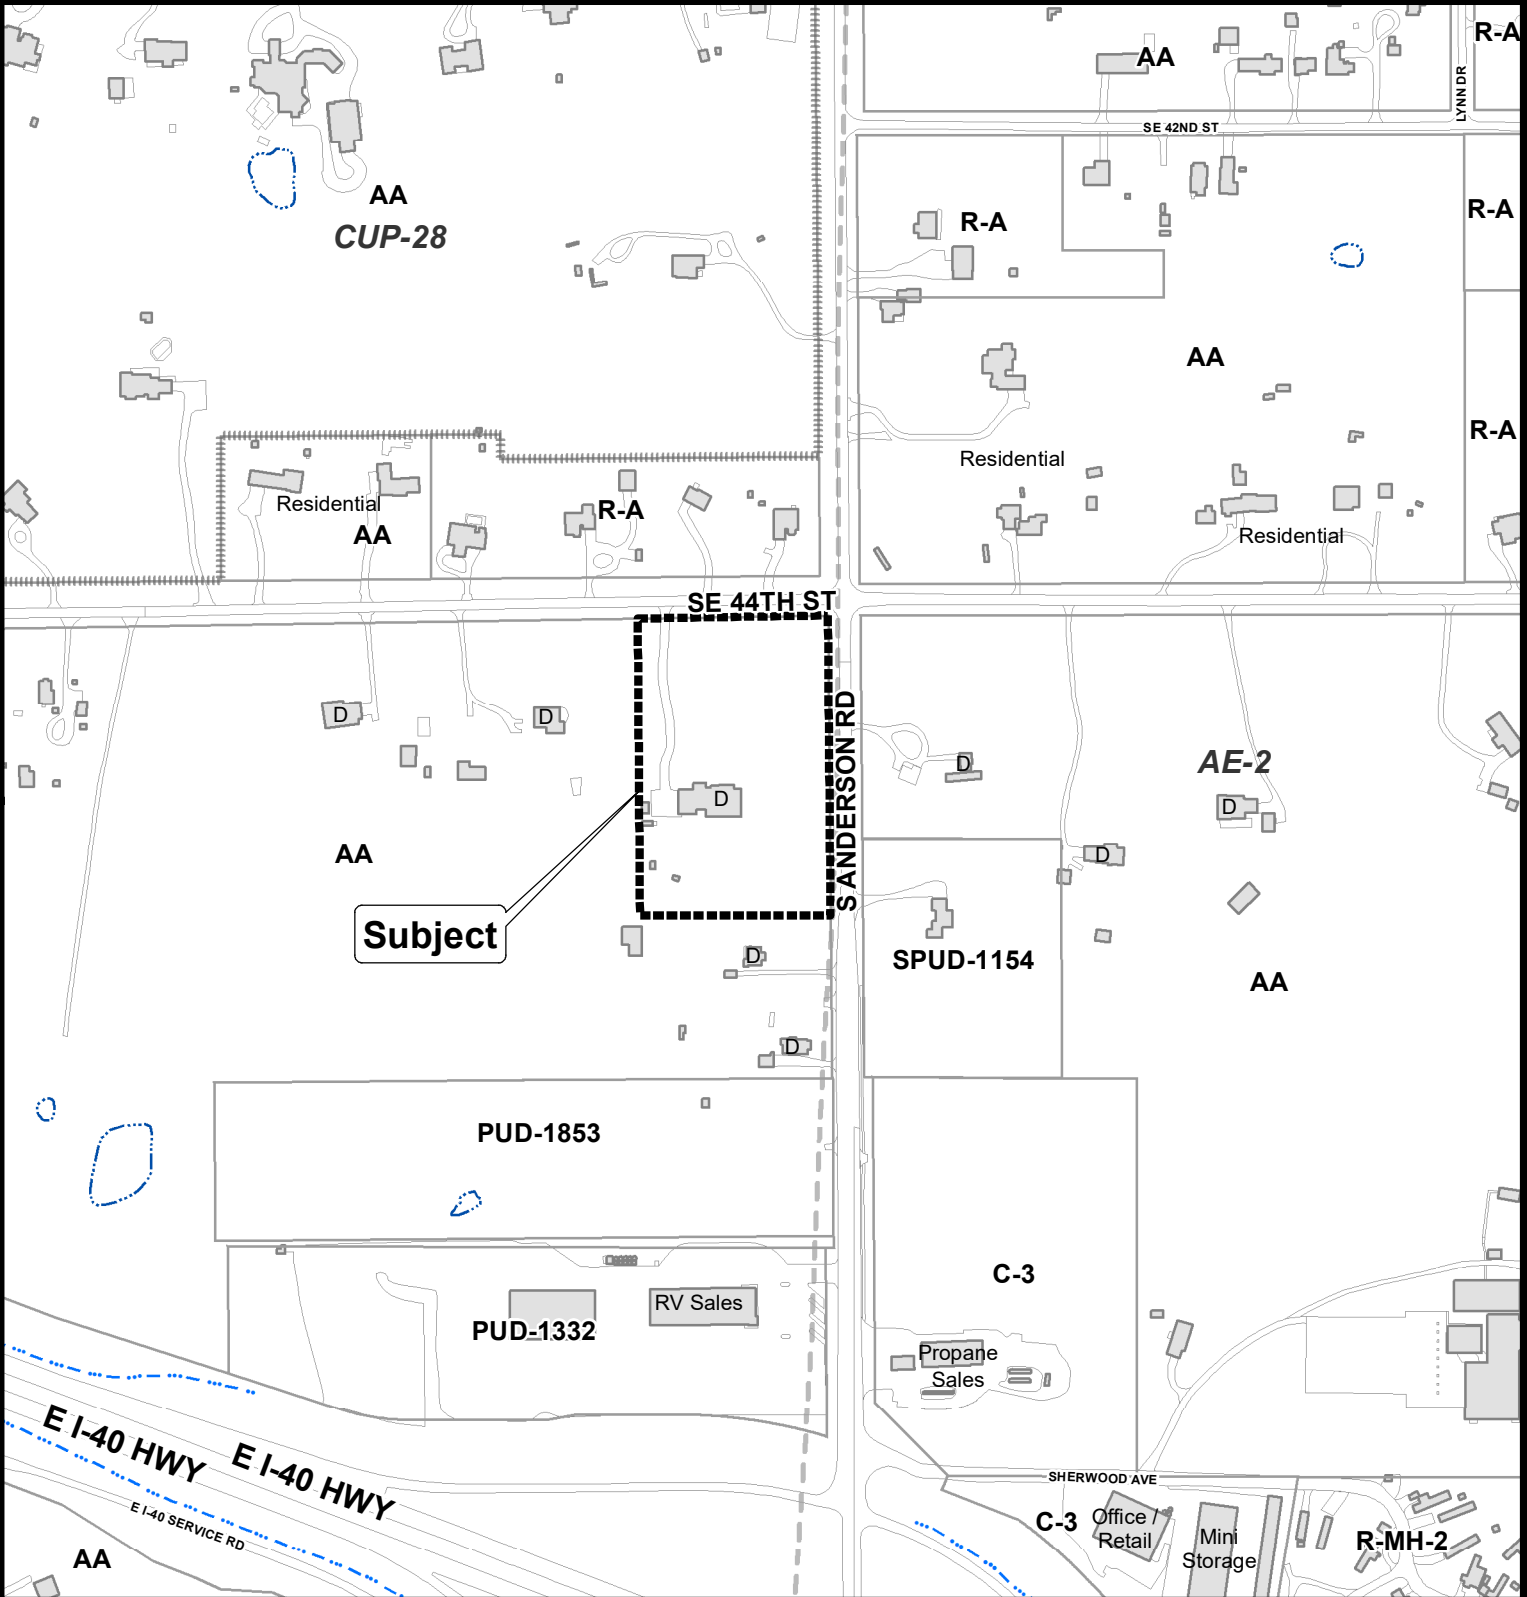 R-A
AA
LYNN DR
SE 42ND ST
AA
CUP-28
R-A
R-A
AA
R-A
Residential
Residential
AA
R-A
Residential
SE 44TH ST
S ANDERSON RD
D
D
D
D
AE-2
D
D
AA
Subject
D
SPUD-1154
AA
D
PUD-1853
C-3
RV Sales
PUD-1332
Propane
Sales
E I-40 HWY
E I-40 HWY
E I-40 SERVICE RD
SHERWOOD AVE
C-3
Office /
Retail
Mini
Storage
R-MH-2
AA